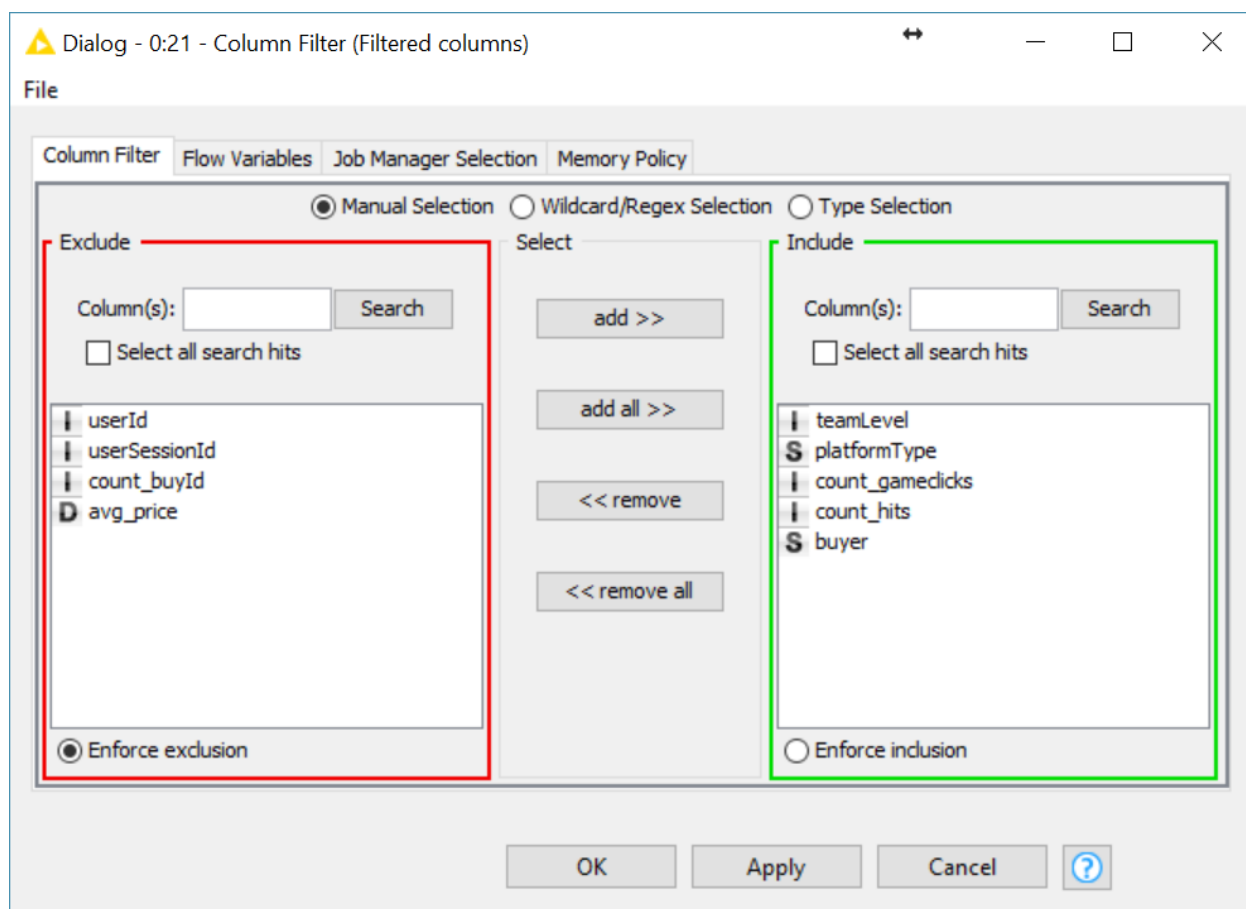 Dialog - 0:21 - Column Filter (Filtered columns)
File
Column Filter Flow Variables Job Manager Selection Memory Policy
Manual Selection Wildcard/Regex Selection Type Selection
Exclude
Column(s): Search
Select all search hits
I userId
I userSessionId
I count_buyId
D avg_price
Enforce exclusion
Select
add >>
add all >>
<< remove
<< remove all
Include
Column(s): Search
Select all search hits
I teamLevel
S platformType
I count_gameclicks
I count_hits
S buyer
Enforce inclusion
OK Apply Cancel ?